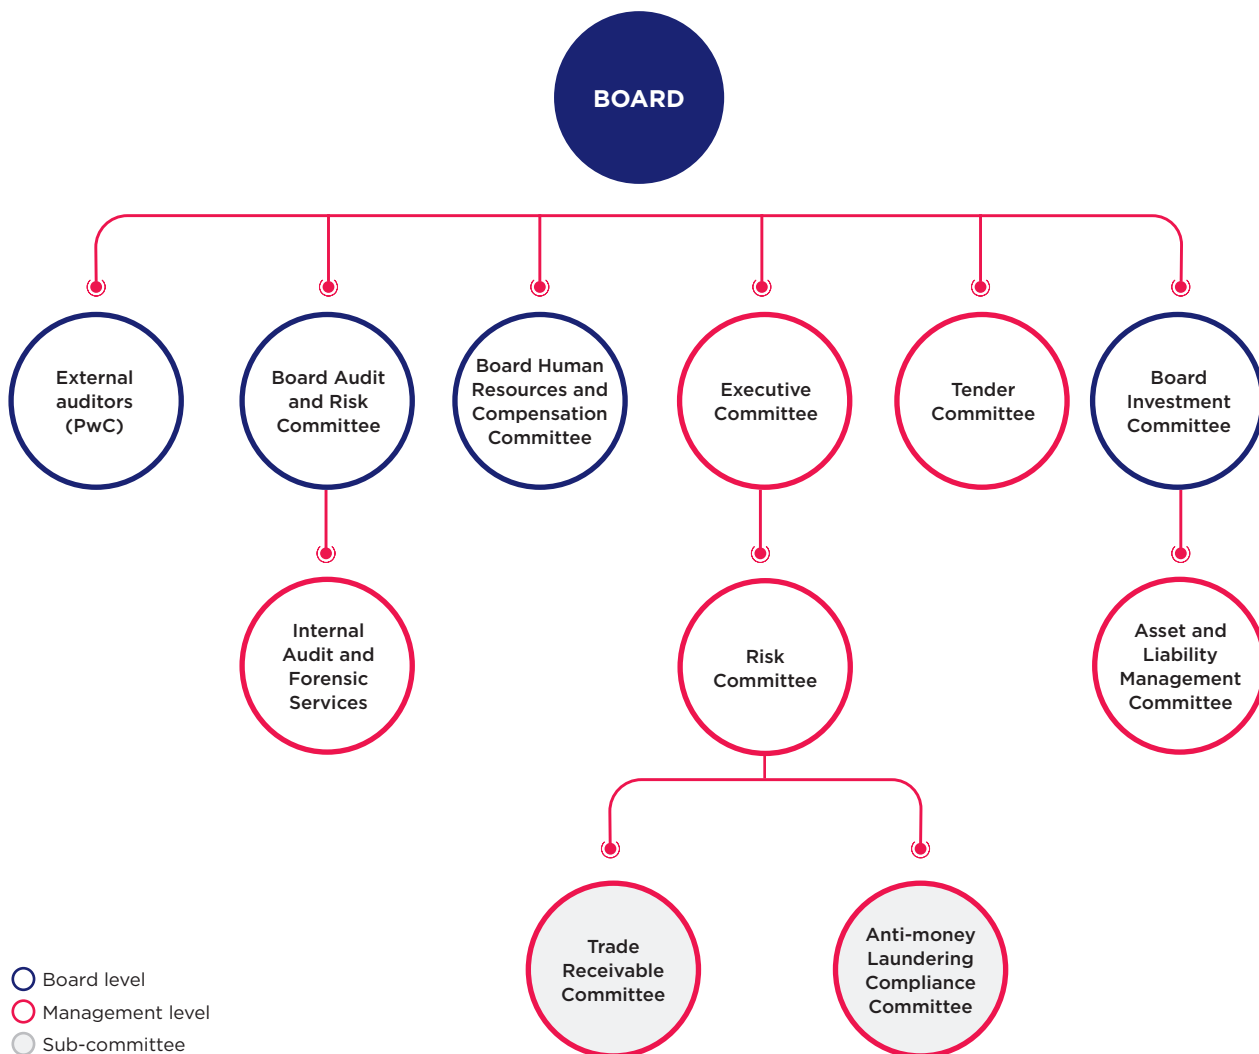 BOARD
External
auditors
(PwC)
Board Audit
and Risk
Committee
Board Human
Resources and
Compensation
Committee
Executive
Committee
Tender
Committee
Board
Investment
Committee
Internal
Audit and
Forensic
Services
Risk
Committee
Asset and
Liability
Management
Committee
Trade
Receivable
Committee
Anti-money
Laundering
Compliance
Committee
Board level
Management level
Sub-committee